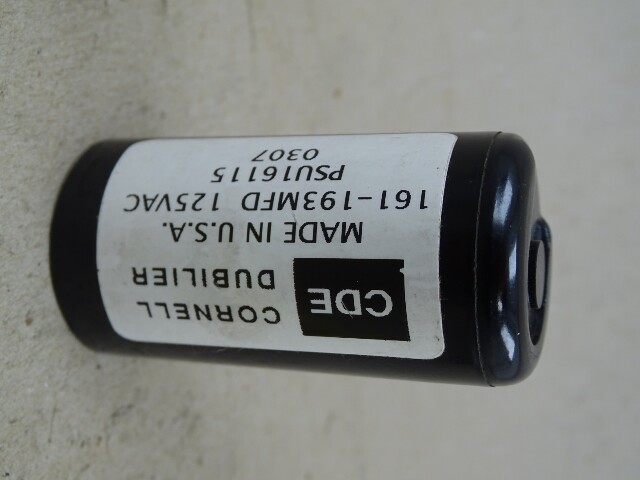 CDE
CORNELL
DUBILIER
MADE IN U.S.A.
161-193MFD 125VAC
PSU16115
0307